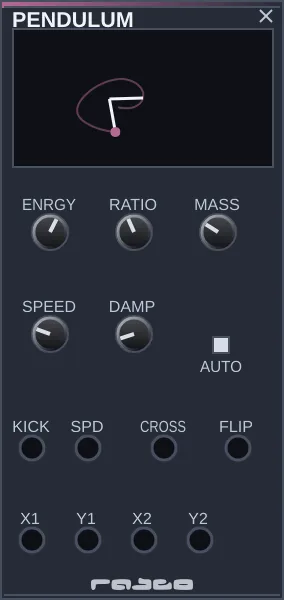 PENDULUM
ENRGY RATIO MASS
SPEED DAMP
AUTO
KICK SPD CROSS FLIP
X1 Y1 X2 Y2